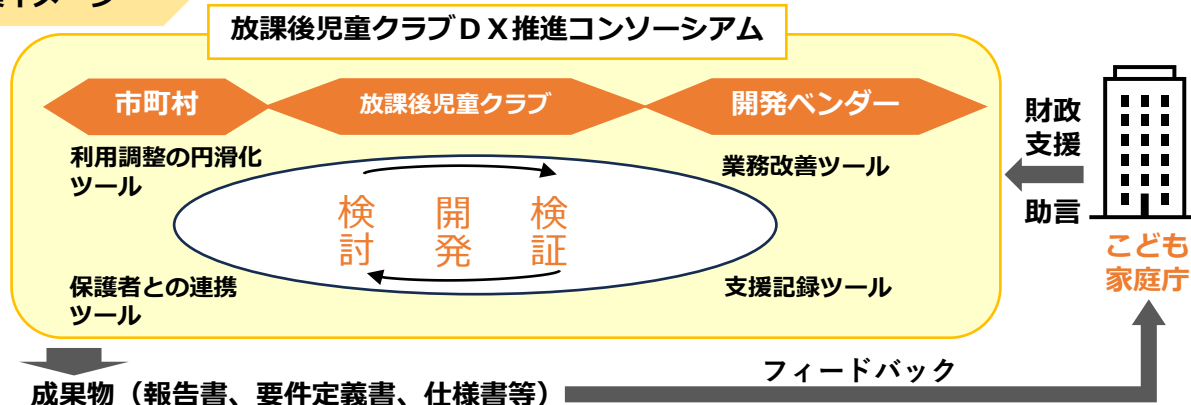 放課後児童クラブＤＸ推進コンソーシアム
市町村
放課後児童クラブ
開発ベンダー
利用調整の円滑化
ツール
業務改善ツール
検討
開発
検証
保護者との連携
ツール
支援記録ツール
財政
支援
助言
こども
家庭庁
成果物（報告書、要件定義書、仕様書等）
フィードバック